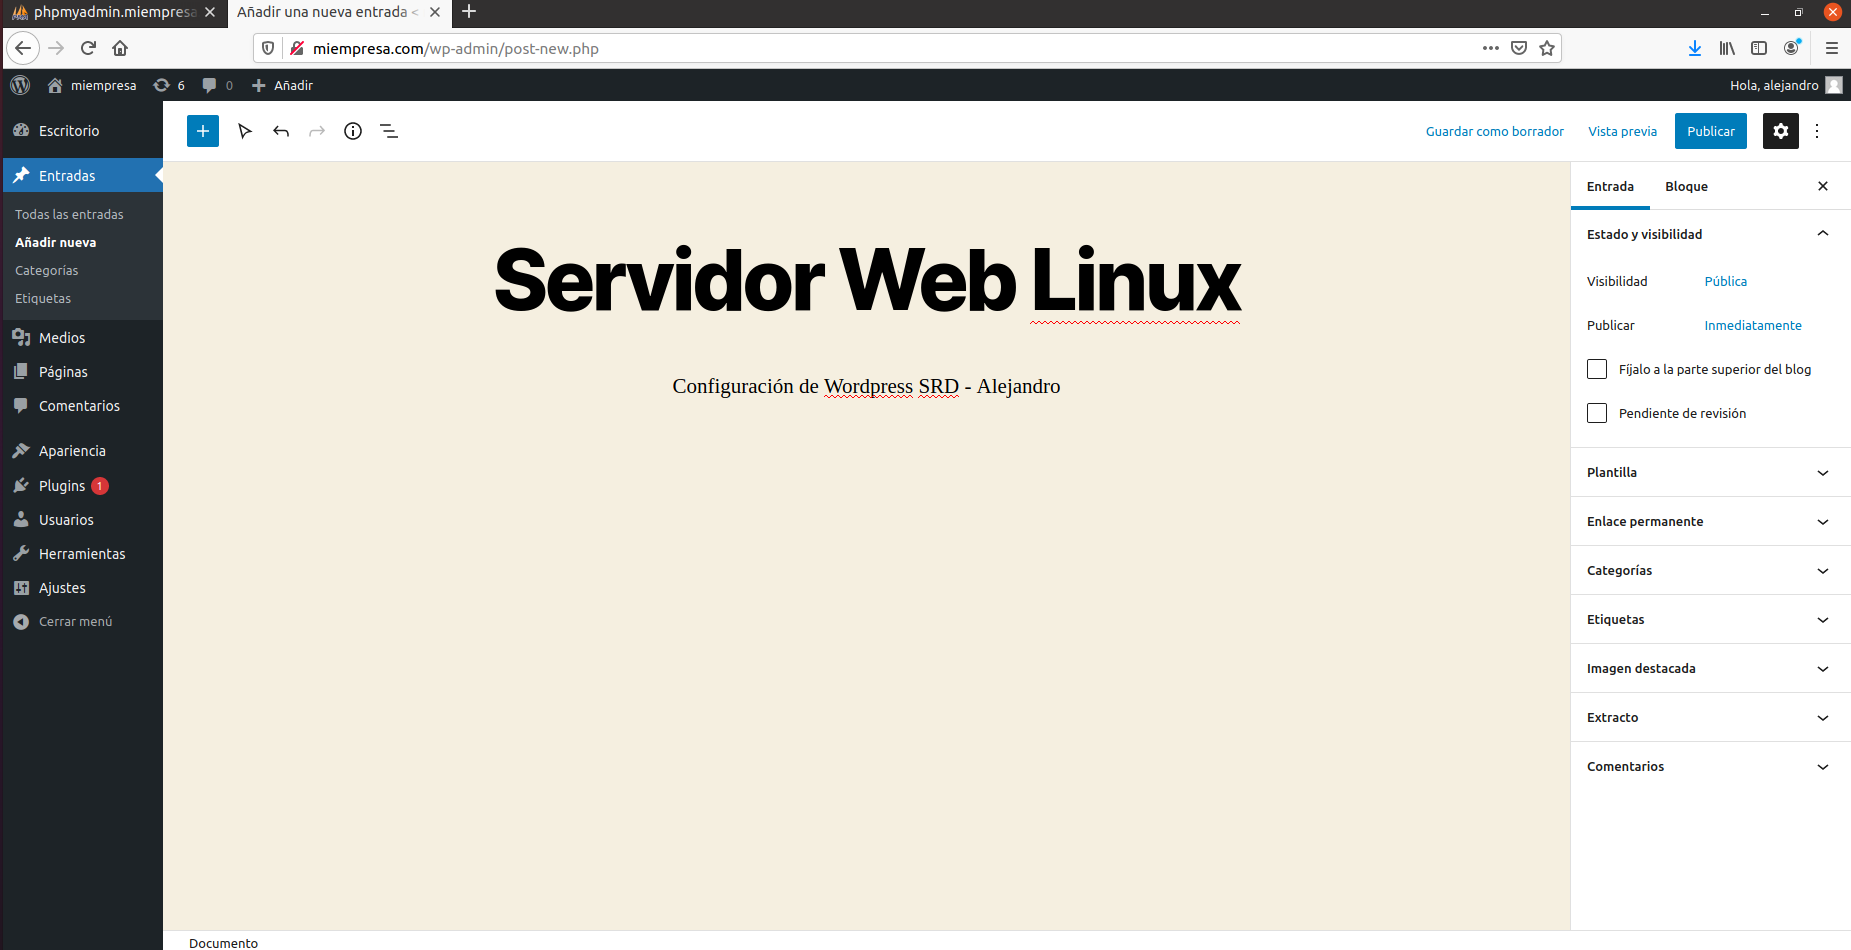 phpmyadmin.miempresa
Añadir una nueva entrada <
miempresa.com/wp-admin/post-new.php
miempresa 6 0 Añadir
Hola, alejandro
Escritorio
Entradas
Todas las entradas
Añadir nueva
Categorías
Etiquetas
Medios
Páginas
Comentarios
Apariencia
Plugins 1
Usuarios
Herramientas
Ajustes
Cerrar menú
Guardar como borrador
Vista previa
Publicar
Servidor Web Linux
Configuración de Wordpress SRD - Alejandro
Entrada
Bloque
Estado y visibilidad
Visibilidad Pública
Publicar Inmediatamente
Fíjalo a la parte superior del blog
Pendiente de revisión
Plantilla
Enlace permanente
Categorías
Etiquetas
Imagen destacada
Extracto
Comentarios
Documento